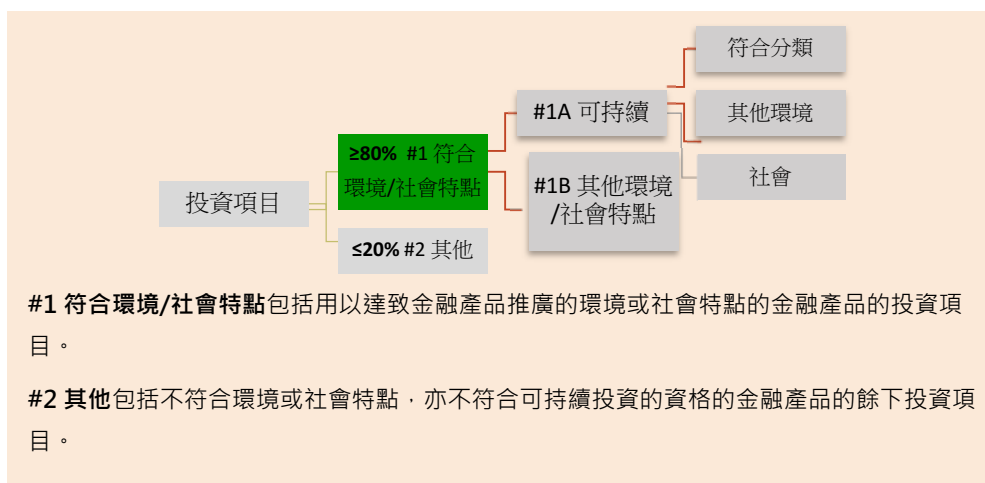 符合分類
#1A 可持續
其他環境
≥80% #1 符合
環境/社會特點
社會
#1B 其他環境
/社會特點
投資項目
≤20% #2 其他
#1 符合環境/社會特點包括用以達致金融產品推廣的環境或社會特點的金融產品的投資項
目。
#2 其他包括不符合環境或社會特點，亦不符合可持續投資的資格的金融產品的餘下投資項
目。